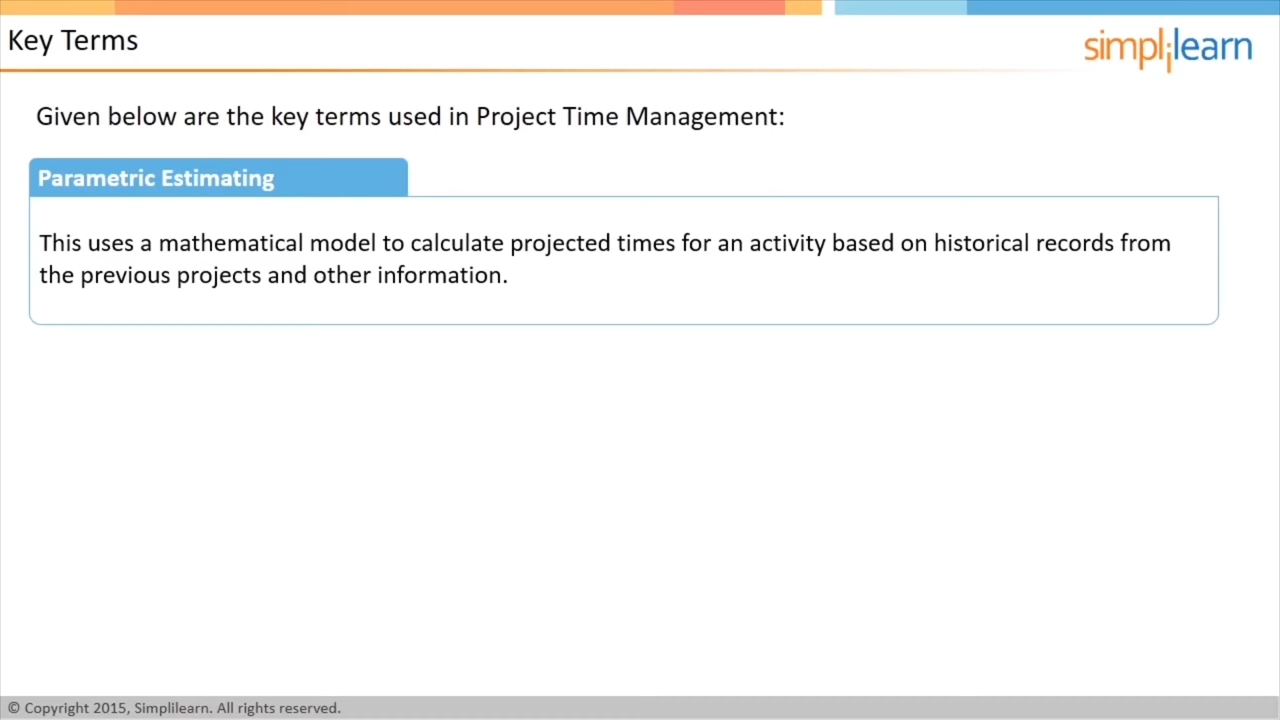 Key Terms
simplilearn
Given below are the key terms used in Project Time Management:
Parametric Estimating
This uses a mathematical model to calculate projected times for an activity based on historical records from
the previous projects and other information.
© Copyright 2015, Simplilearn. All rights reserved.